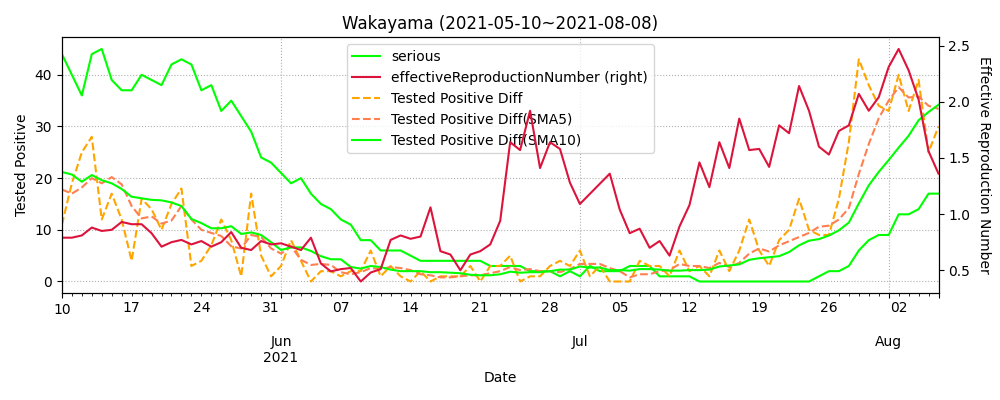 Wakayama (2021-05-10~2021-08-08)
serious
effectiveReproductionNumber (right)
Tested Positive Diff
Tested Positive Diff(SMA5)
Tested Positive Diff(SMA10)
Tested Positive
40
30
20
10
0
2.5
2.0
1.5
1.0
0.5
Effective Reproduction Number
10 17 24 31 07 14 21 28 05 12 19 26 02
Jun Jul Aug
2021
Date